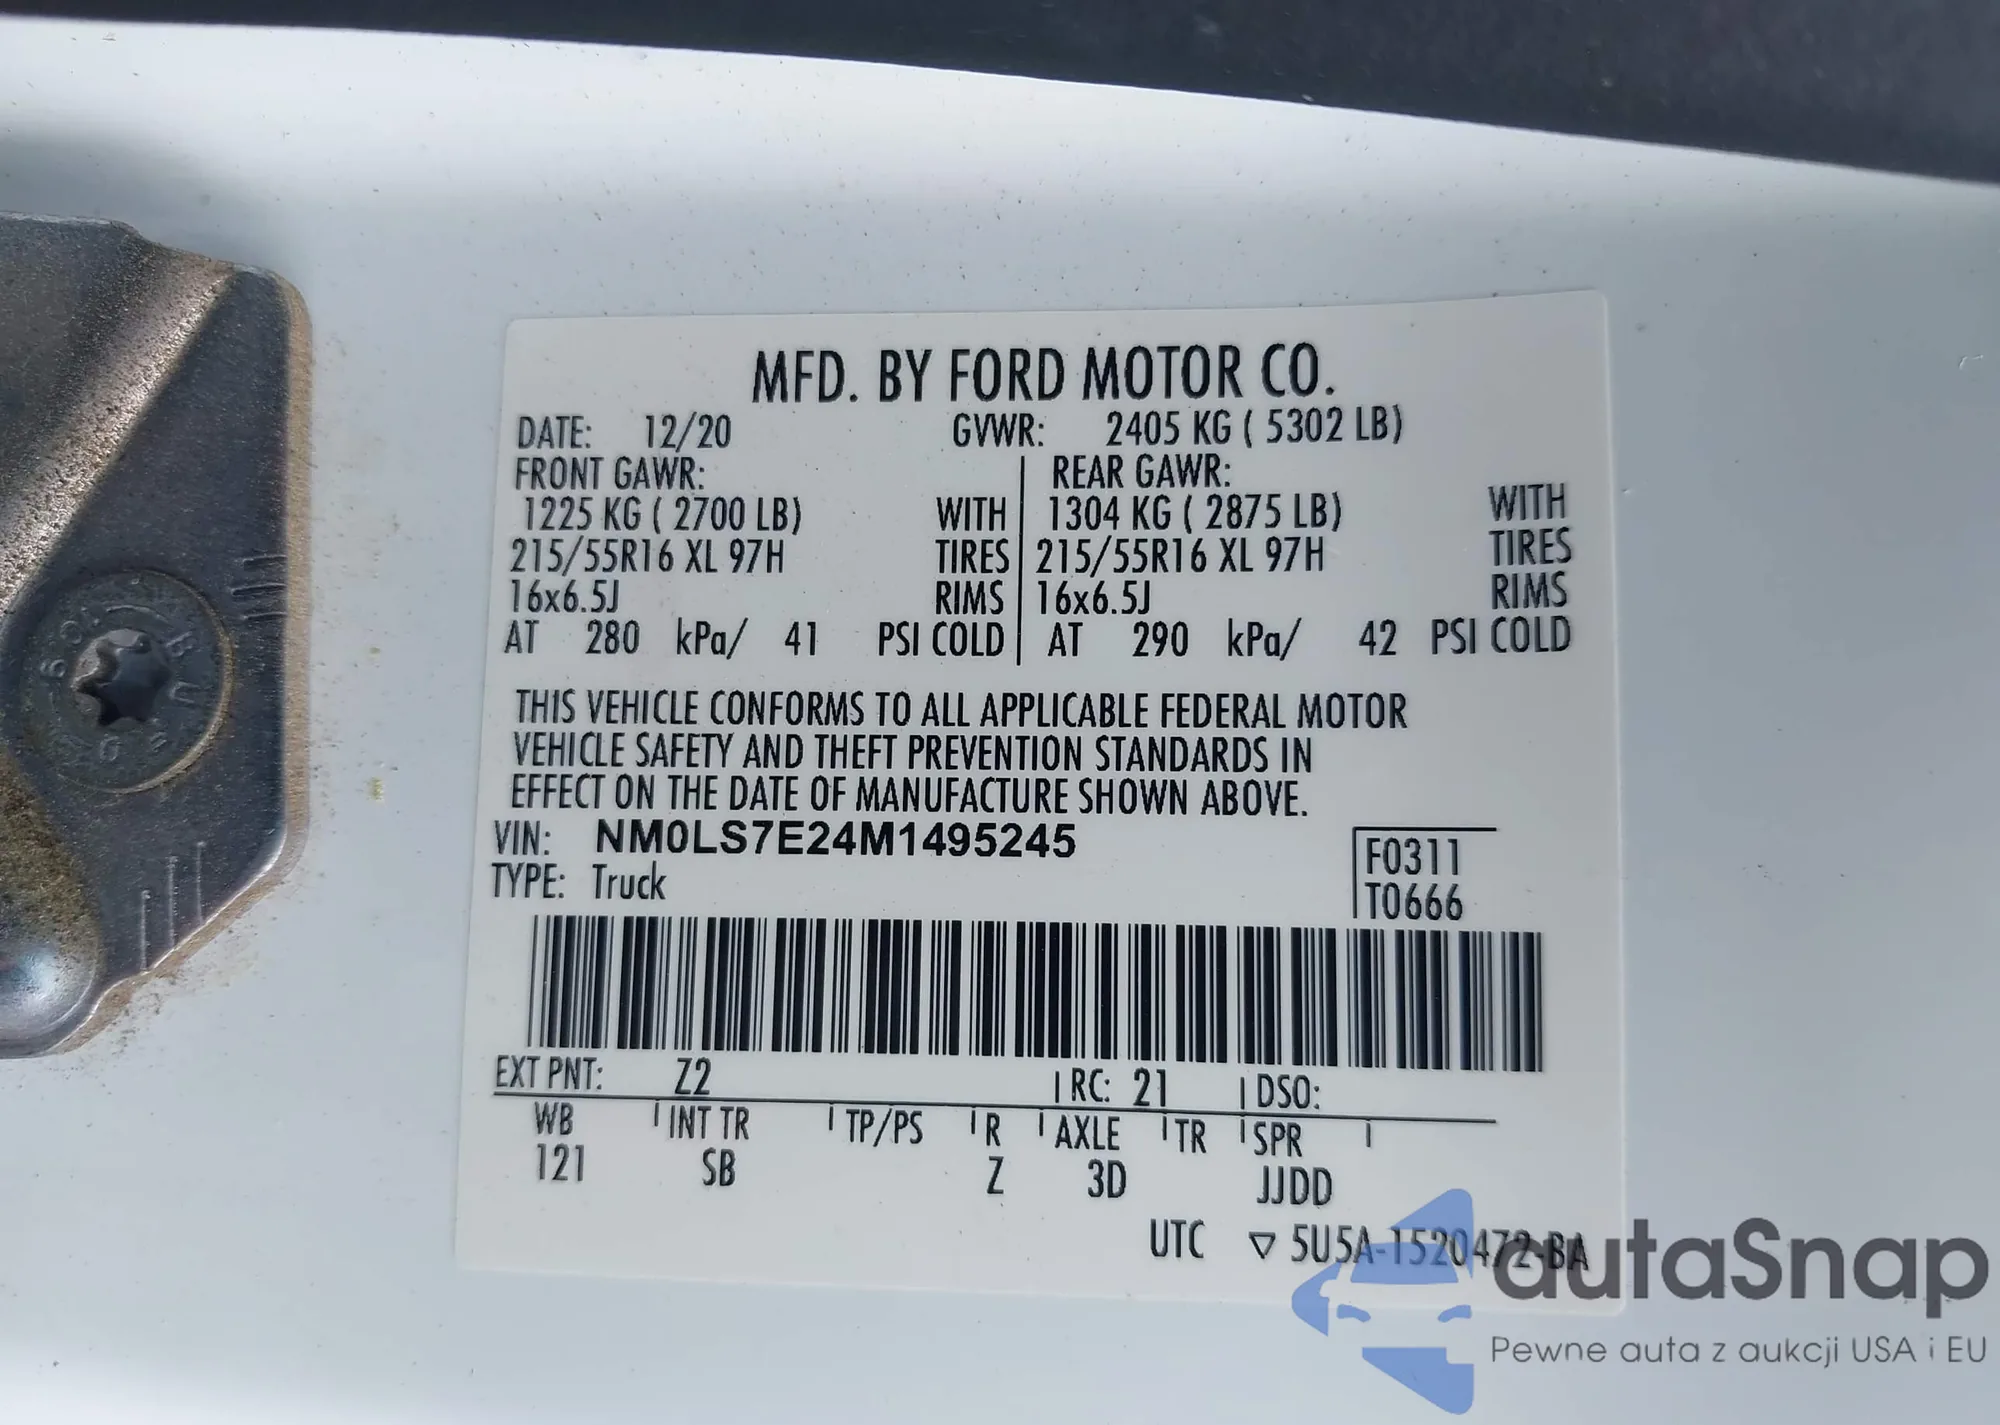 MFD. BY FORD MOTOR CO.
DATE: 12/20 GVWR: 2405 KG ( 5302 LB)
FRONT GAWR: REAR GAWR:
1225 KG ( 2700 LB) WITH 1304 KG ( 2875 LB) WITH
215/55R16 XL 97H TIRES 215/55R16 XL 97H TIRES
16x6.5J RIMS 16x6.5J RIMS
AT 280 kPa/ 41 PSI COLD AT 290 kPa/ 42 PSI COLD
THIS VEHICLE CONFORMS TO ALL APPLICABLE FEDERAL MOTOR
VEHICLE SAFETY AND THEFT PREVENTION STANDARDS IN
EFFECT ON THE DATE OF MANUFACTURE SHOWN ABOVE.
VIN: NM0LS7E24M1495245
F0311
TYPE: Truck
T0666
EXT PNT: Z2 RC: 21 DSO:
WB INT TR TP/PS R AXLE TR SPR
121 SB Z 3D JJDD
UTC ▽ 5U5A-1520472-BA
autaSnap
Pewne auta z aukcji USA i EU